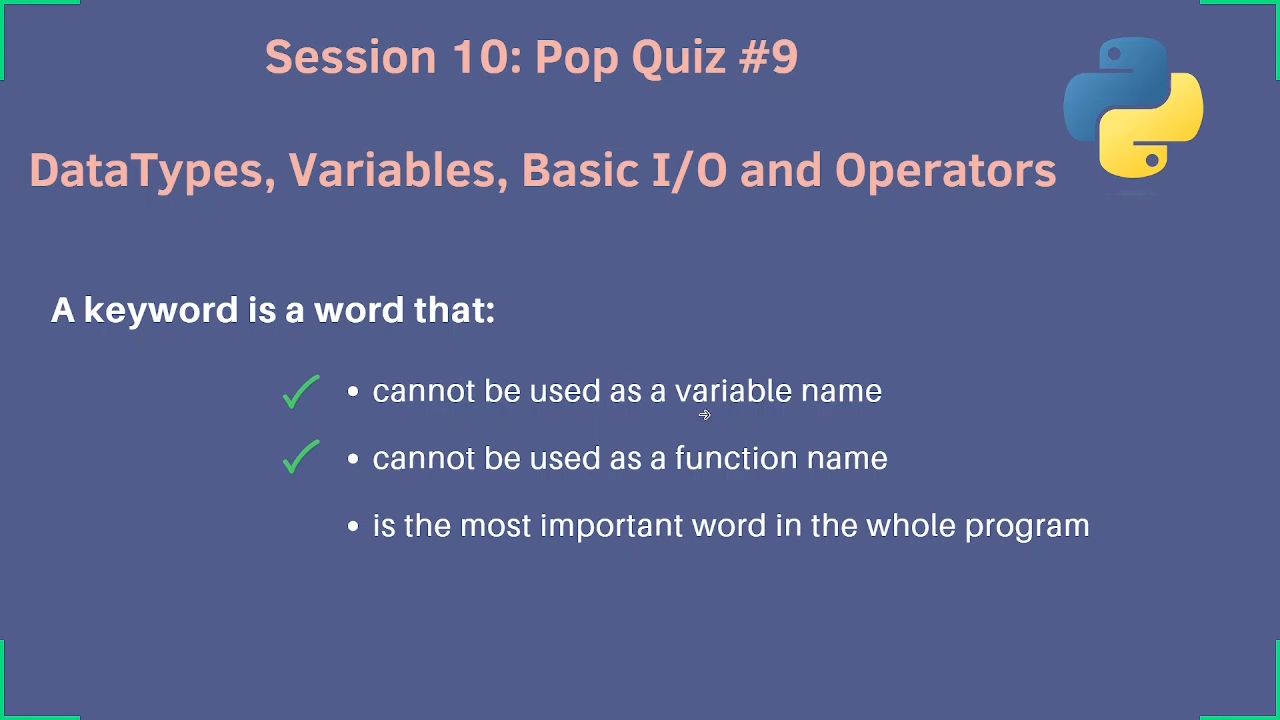 Session 10: Pop Quiz #9
DataTypes, Variables, Basic I/O and Operators
A keyword is a word that:
• cannot be used as a variable name
• cannot be used as a function name
• is the most important word in the whole program